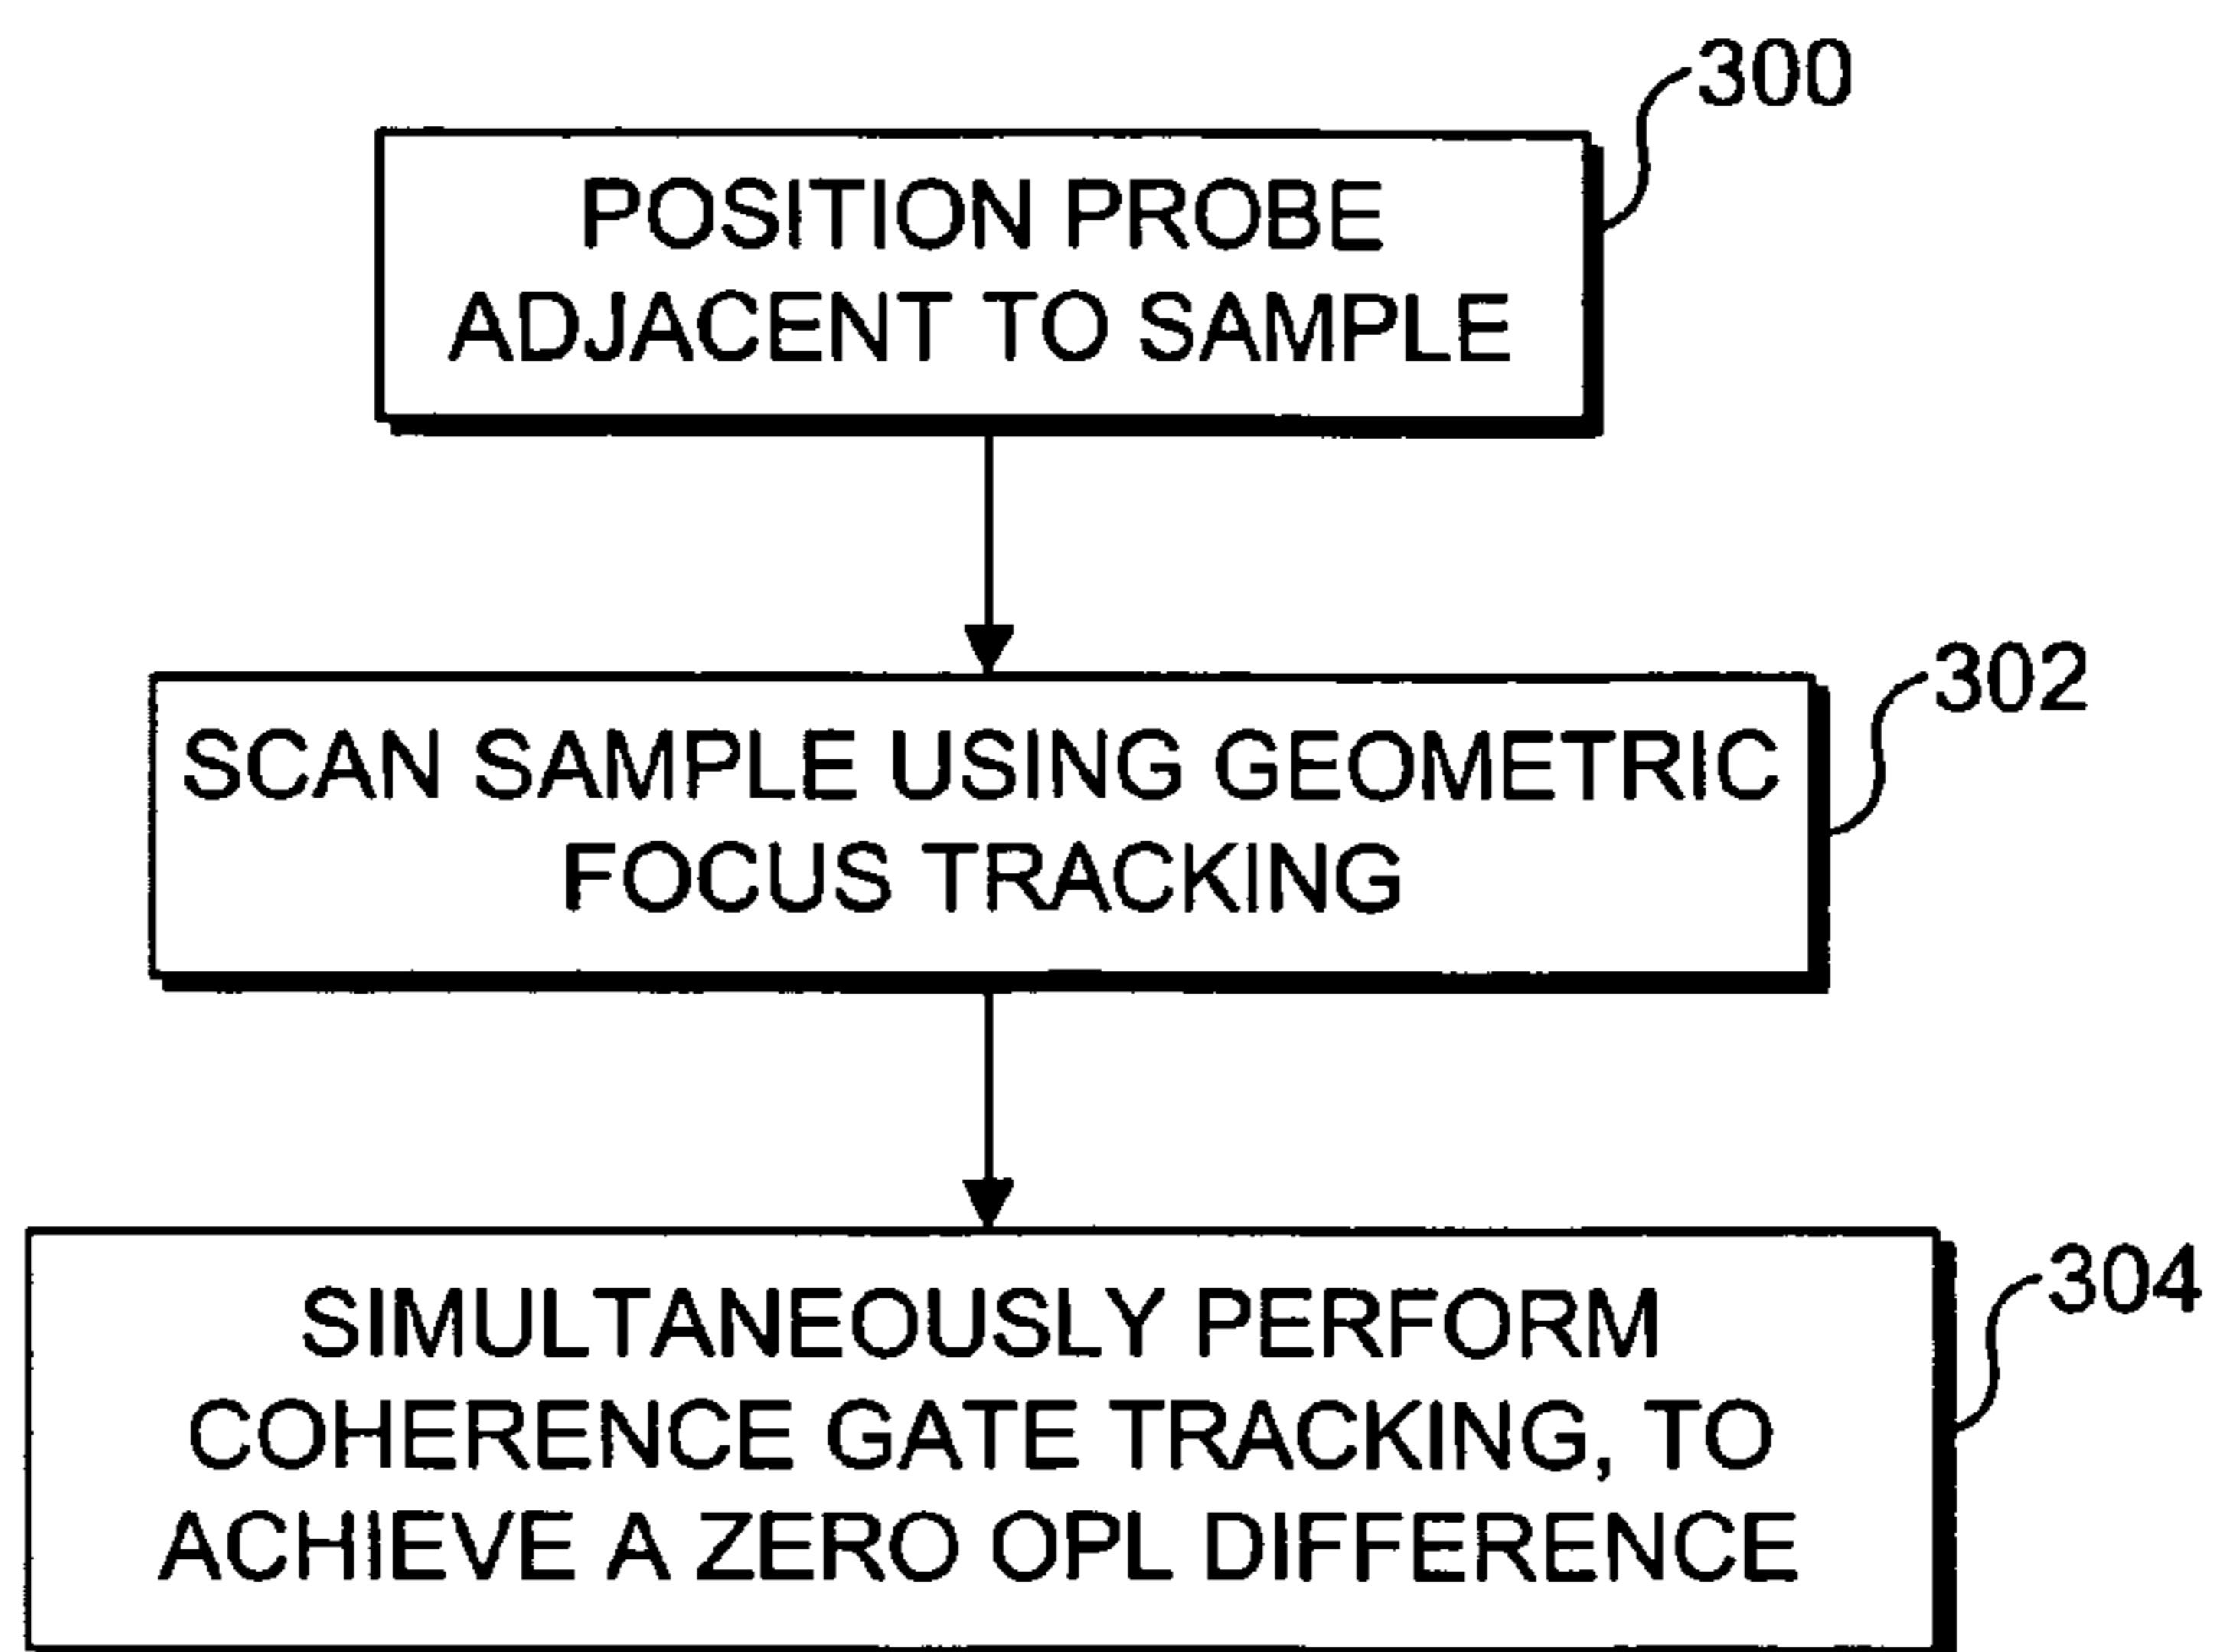 300
POSITION PROBE
ADJACENT TO SAMPLE
302
SCAN SAMPLE USING GEOMETRIC
FOCUS TRACKING
304
SIMULTANEOUSLY PERFORM
COHERENCE GATE TRACKING, TO
ACHIEVE A ZERO OPL DIFFERENCE